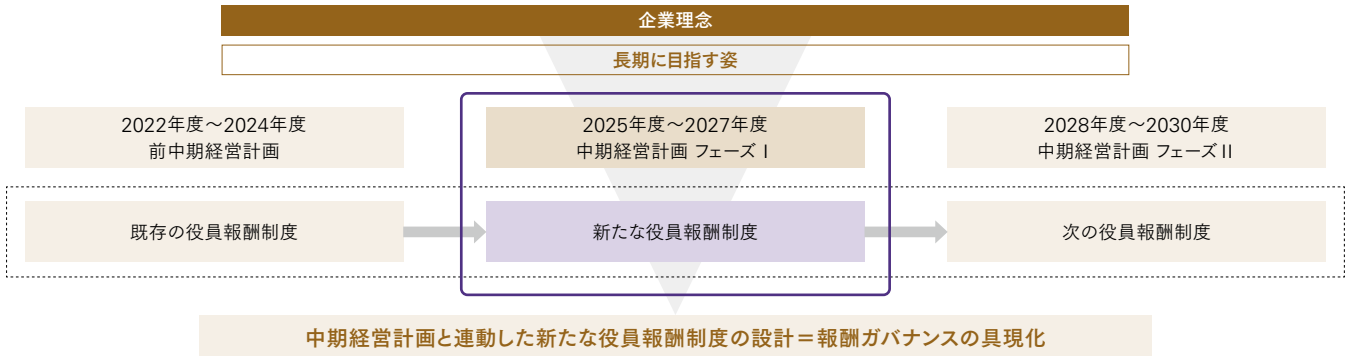 企業理念
長期に目指す姿
2022年度～2024年度
前中期経営計画
2025年度～2027年度
中期経営計画 フェーズⅠ
2028年度～2030年度
中期経営計画 フェーズⅡ
既存の役員報酬制度
新たな役員報酬制度
次の役員報酬制度
中期経営計画と連動した新たな役員報酬制度の設計＝報酬ガバナンスの具現化